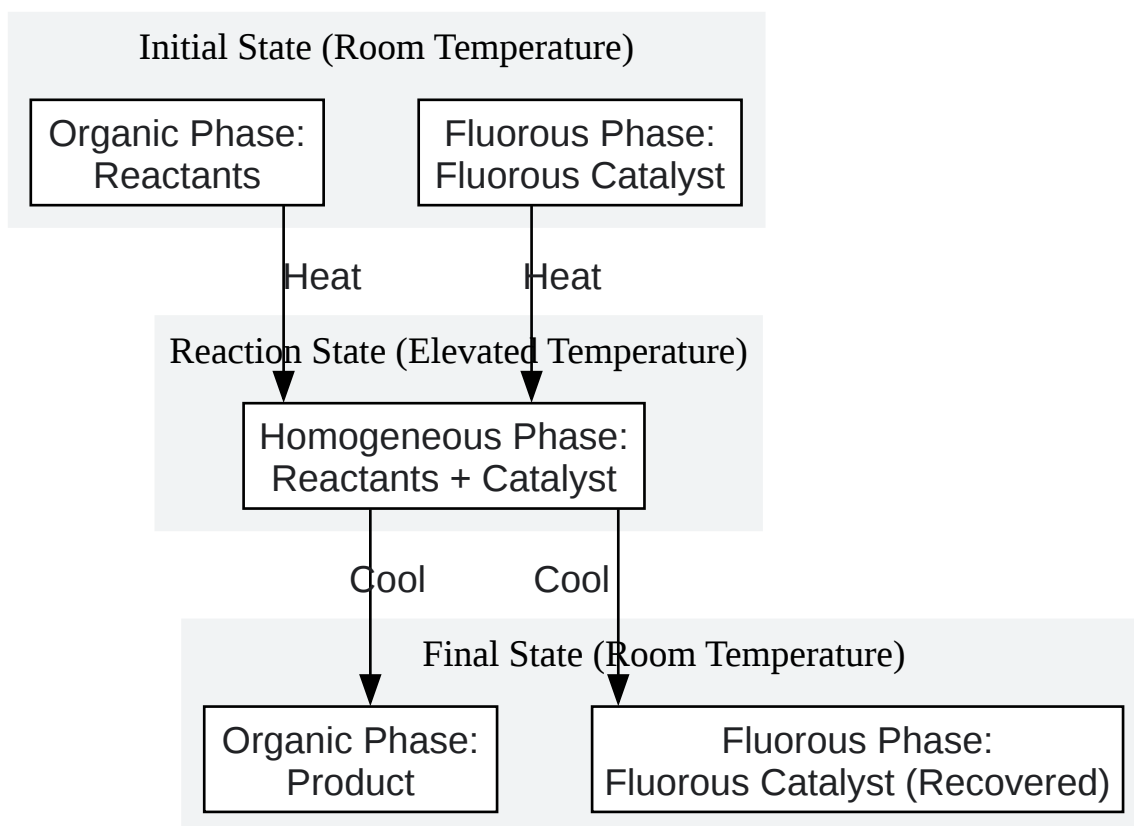 Initial State (Room Temperature)
Organic Phase:
Reactants
Fluorous Phase:
Fluorous Catalyst
Heat
Heat
Reaction State (Elevated Temperature)
Homogeneous Phase:
Reactants + Catalyst
Cool
Cool
Final State (Room Temperature)
Organic Phase:
Product
Fluorous Phase:
Fluorous Catalyst (Recovered)